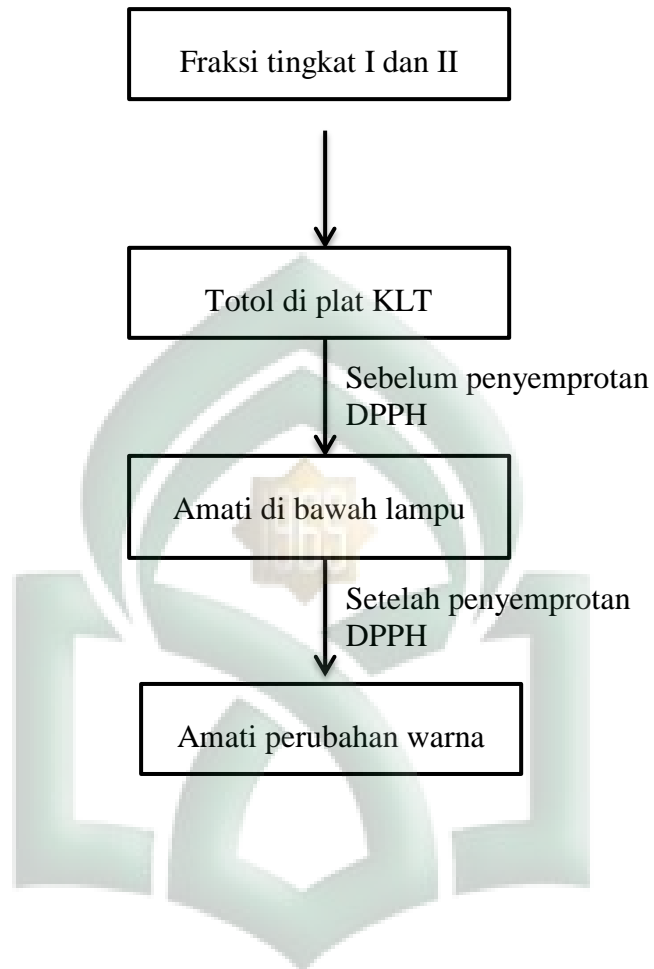 Fraksi tingkat I dan II
Totol di plat KLT
Sebelum penyemprotan
DPPH
Amati di bawah lampu
1965
Setelah penyemprotan
DPPH
Amati perubahan warna